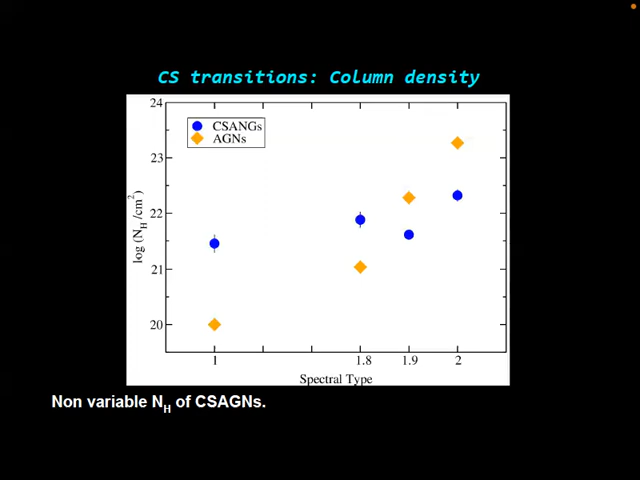 CS transitions: Column density
24
CSANGs
AGNs
23
22
21
20
log (N_H /cm^2)
1 1.8 1.9 2
Spectral Type
Non variable N_H of CSAGNs.